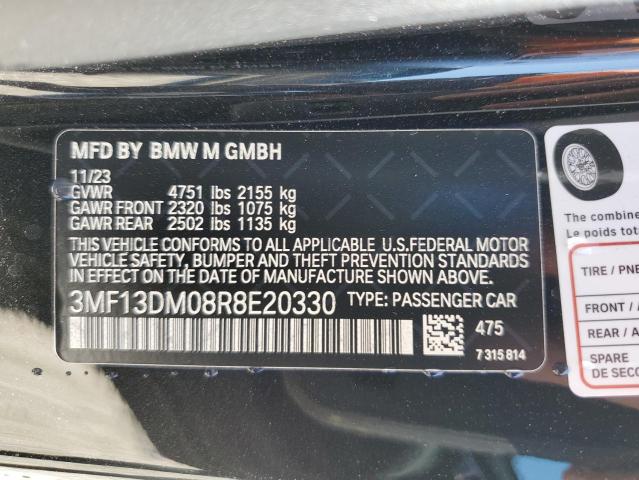 MFD BY BMW M GMBH
11/23
GVWR 4751 lbs 2155 kg
GAWR FRONT 2320 lbs 1075 kg
GAWR REAR 2502 lbs 1135 kg
THIS VEHICLE CONFORMS TO ALL APPLICABLE U.S.FEDERAL MOTOR
VEHICLE SAFETY, BUMPER AND THEFT PREVENTION STANDARDS
IN EFFECT ON THE DATE OF MANUFACTURE SHOWN ABOVE.
3MF13DM08R8E20330 TYPE: PASSENGER CAR
475
7 315 814
The combine
Le poids tota
TIRE / PNE
FRONT / A
REAR / A
SPARE
DE SECO